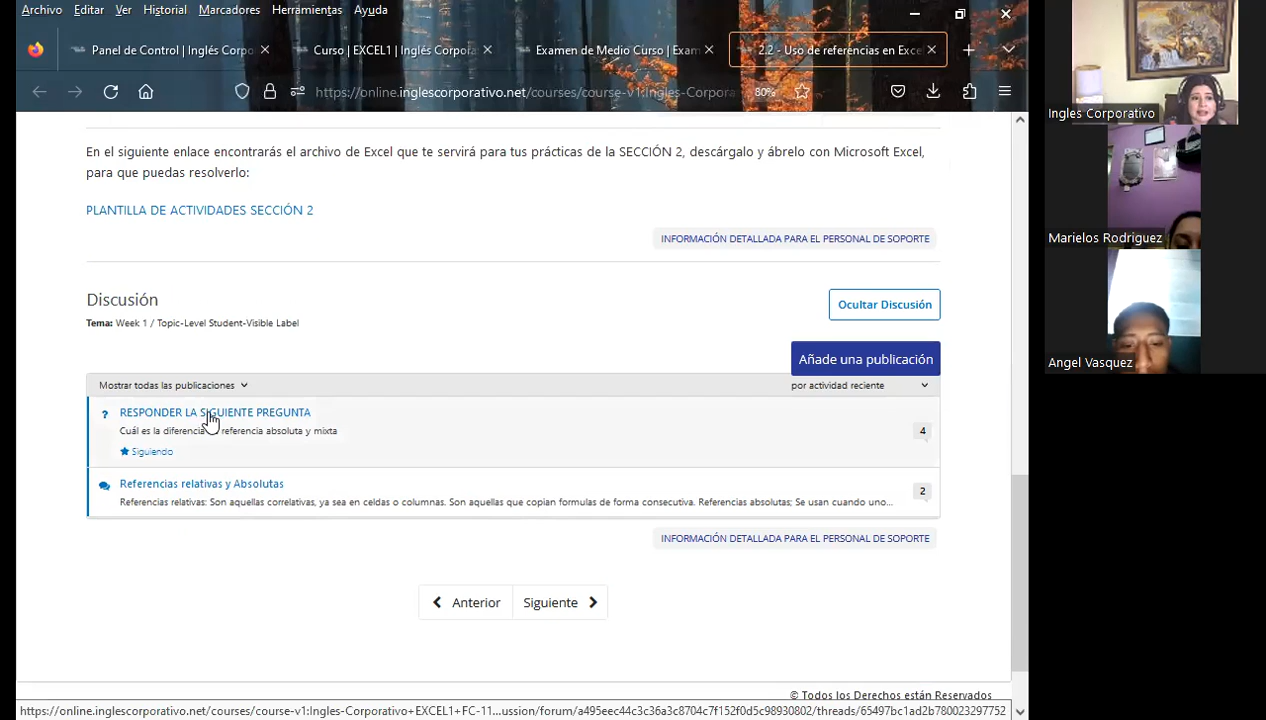 Archivo Editar Ver Historial Marcadores Herramientas Ayuda
Panel de Control | Inglés Corpo
Curso | EXCEL1 | Inglés Corpora
Examen de Medio Curso | Exam
2.2 - Uso de referencias en Exce
https://online.inglescorporativo.net/courses/course-v1:Ingles-Corpora
80%
En el siguiente enlace encontrarás el archivo de Excel que te servirá para tus prácticas de la SECCIÓN 2, descárgalo y ábrelo con Microsoft Excel,
para que puedas resolverlo:
PLANTILLA DE ACTIVIDADES SECCIÓN 2
INFORMACIÓN DETALLADA PARA EL PERSONAL DE SOPORTE
Discusión
Ocultar Discusión
Tema: Week 1 / Topic-Level Student-Visible Label
Añade una publicación
Mostrar todas las publicaciones
por actividad reciente
? RESPONDER LA SIGUIENTE PREGUNTA
Cuál es la diferencia referencia absoluta y mixta
4
Siguiendo
Referencias relativas y Absolutas
Referencias relativas: Son aquellas correlativas, ya sea en celdas o columnas. Son aquellas que copian formulas de forma consecutiva. Referencias absolutas; Se usan cuando uno...
2
INFORMACIÓN DETALLADA PARA EL PERSONAL DE SOPORTE
Anterior
Siguiente
© Todos los Derechos están Reservados
https://online.inglescorporativo.net/courses/course-v1:Ingles-Corporativo+EXCEL1+FC-11...ussion/forum/a495eec44c3c36a3c8704c7f152f0d5c98930802/threads/65497bc1ad2b780023297752
Ingles Corporativo
Marielos Rodriguez
Angel Vasquez